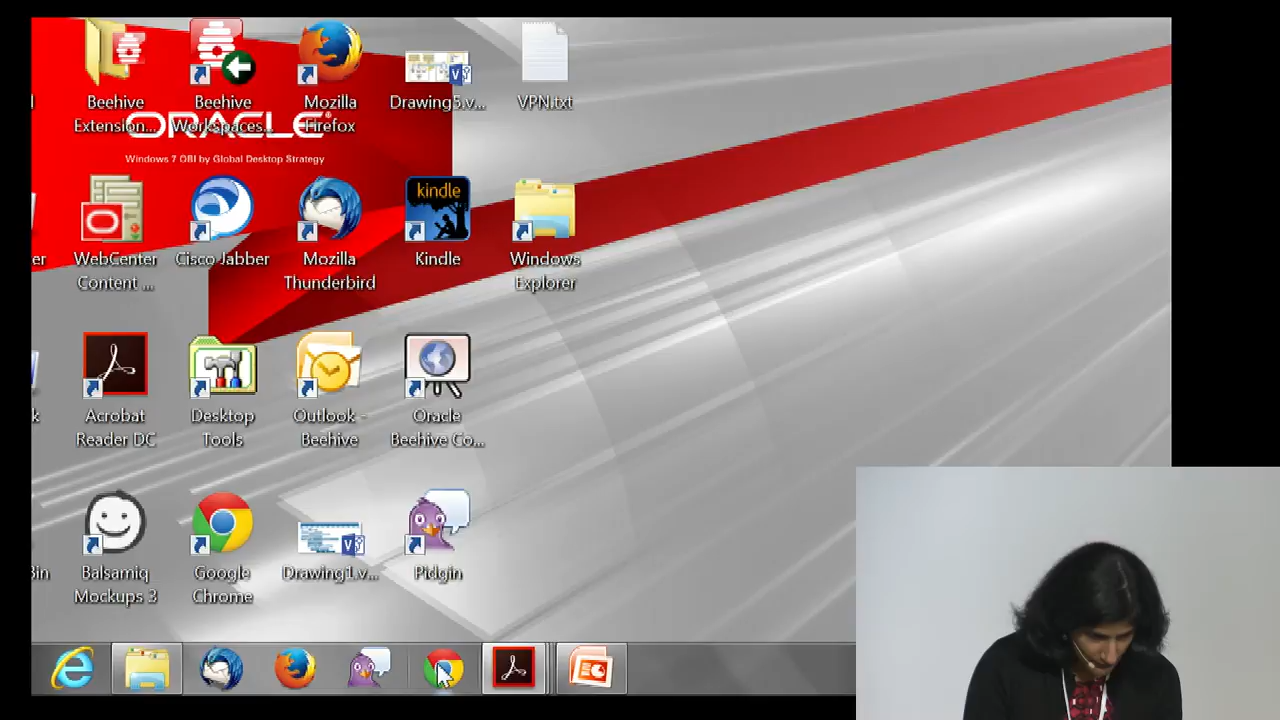 Beehive
Extension...
Beehive
Workspaces...
Mozilla
Firefox
Drawing5.v...
VPN.txt
ORACLE
Windows 7 OBI by Global Desktop Strategy
er
WebCenter
Content ...
Cisco Jabber
Mozilla
Thunderbird
kindle
Kindle
Windows
Explorer
k
Acrobat
Reader DC
Desktop
Tools
Outlook -
Beehive
Oracle
Beehive Co...
Bin
Balsamiq
Mockups 3
Google
Chrome
Drawing1.v...
Pidgin